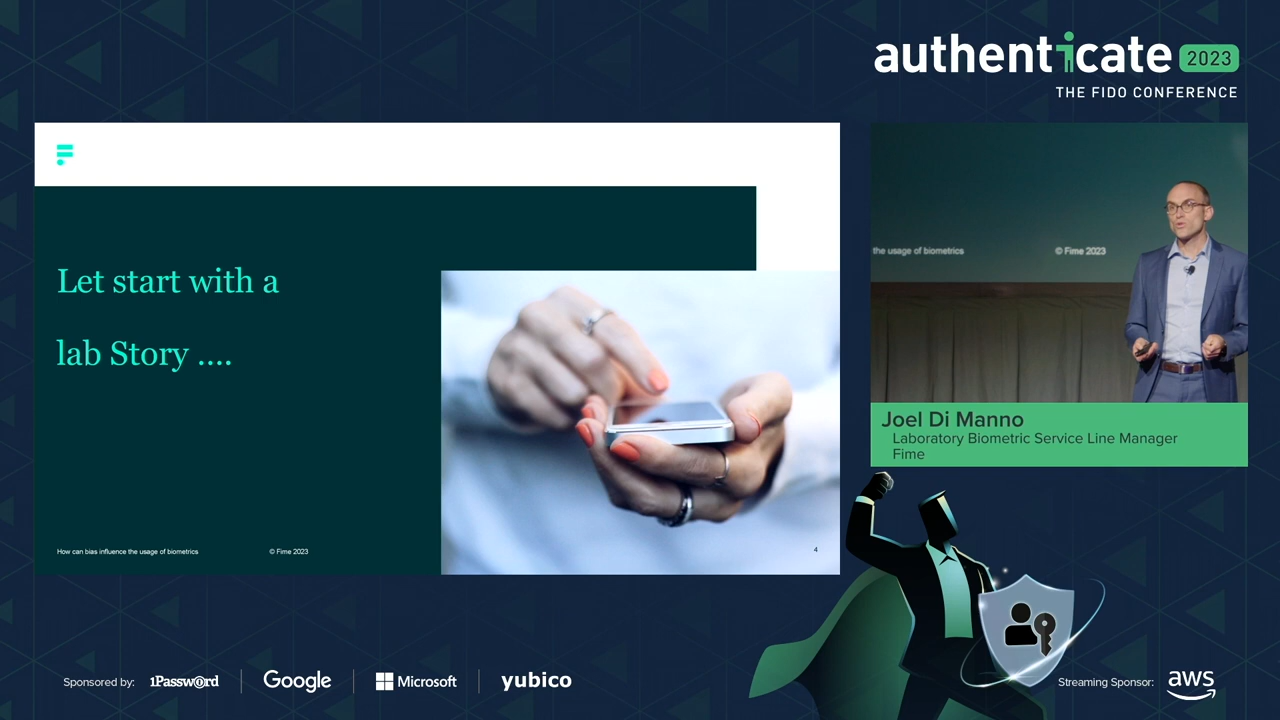 authenticate 2023
THE FIDO CONFERENCE
Let start with a
lab Story ....
How can bias influence the usage of biometrics
© Fime 2023
4
the usage of biometrics
© Fime 2023
Joel Di Manno
Laboratory Biometric Service Line Manager
Fime
Sponsored by:
1Password
Google
Microsoft
yubico
Streaming Sponsor:
aws